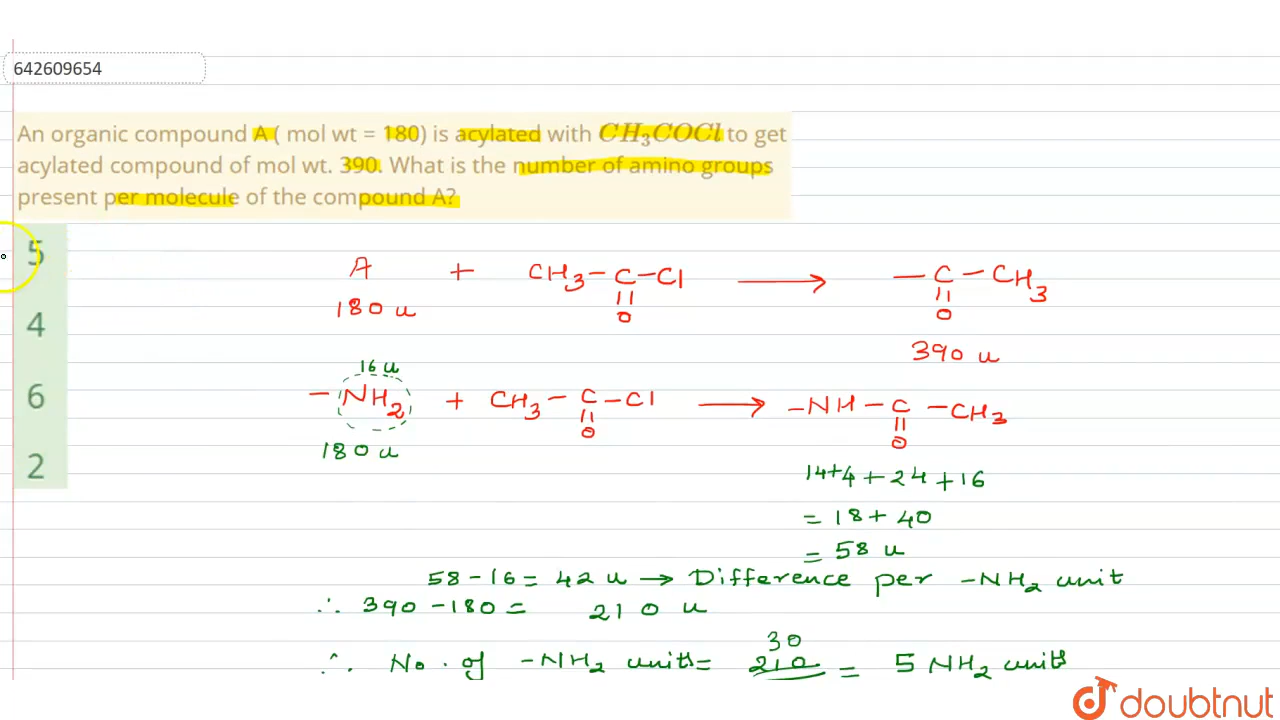 642609654
An organic compound A ( mol wt = 180) is acylated with CH₃COCl to get
acylated compound of mol wt. 390. What is the number of amino groups
present per molecule of the compound A?
5
4
6
2
A + CH₃-C-Cl → -C-CH₃
180 u || ||
O O
390 u
16u
-NH₂ + CH₃-C-Cl → -NH-C-CH₃
|| ||
O O
180 u
14+4+24+16
= 18+40
= 58 u
58-16= 42 u → Difference per -NH₂ unit
∴ 390-180= 210 u
30
∴ No. of -NH₂ units= 210 = 5 NH₂ units
doubtnut